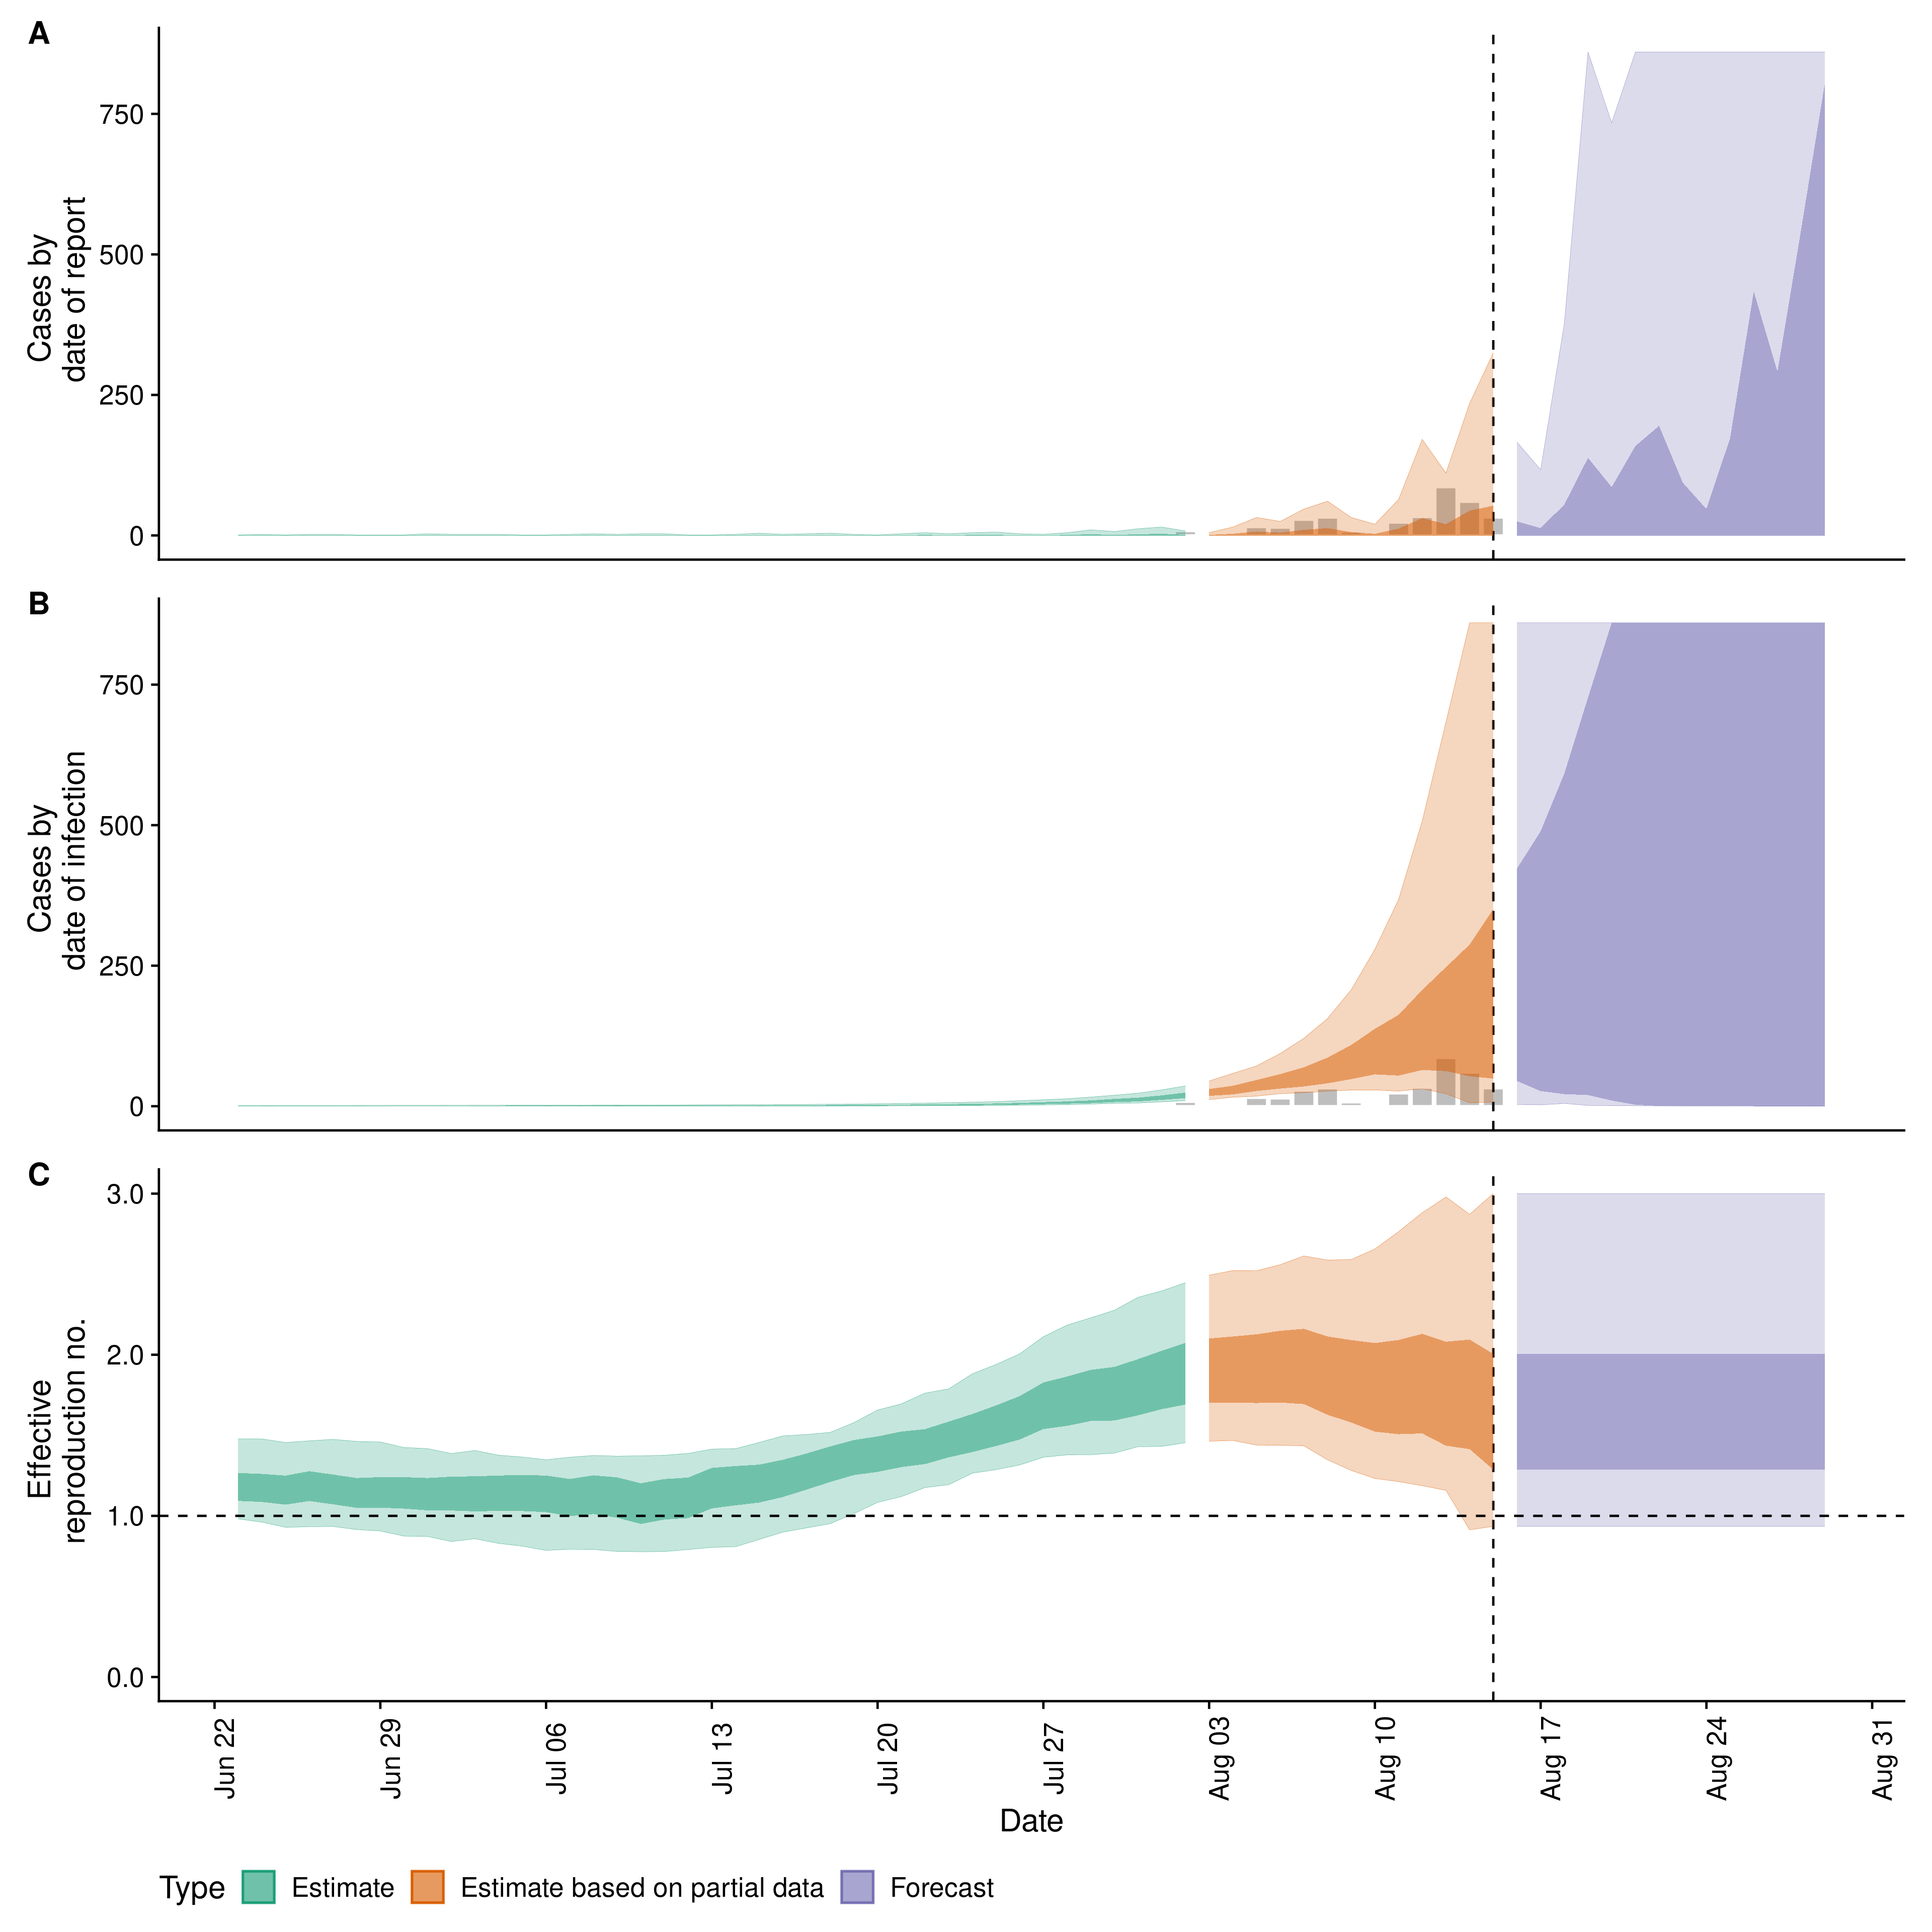 A
Cases by
date of report
750
500
250
0
B
Cases by
date of infection
750
500
250
0
C
Effective
reproduction no.
3.0
2.0
1.0
0.0
Jun 22
Jun 29
Jul 06
Jul 13
Jul 20
Jul 27
Aug 03
Aug 10
Aug 17
Aug 24
Aug 31
Date
Type
Estimate
Estimate based on partial data
Forecast